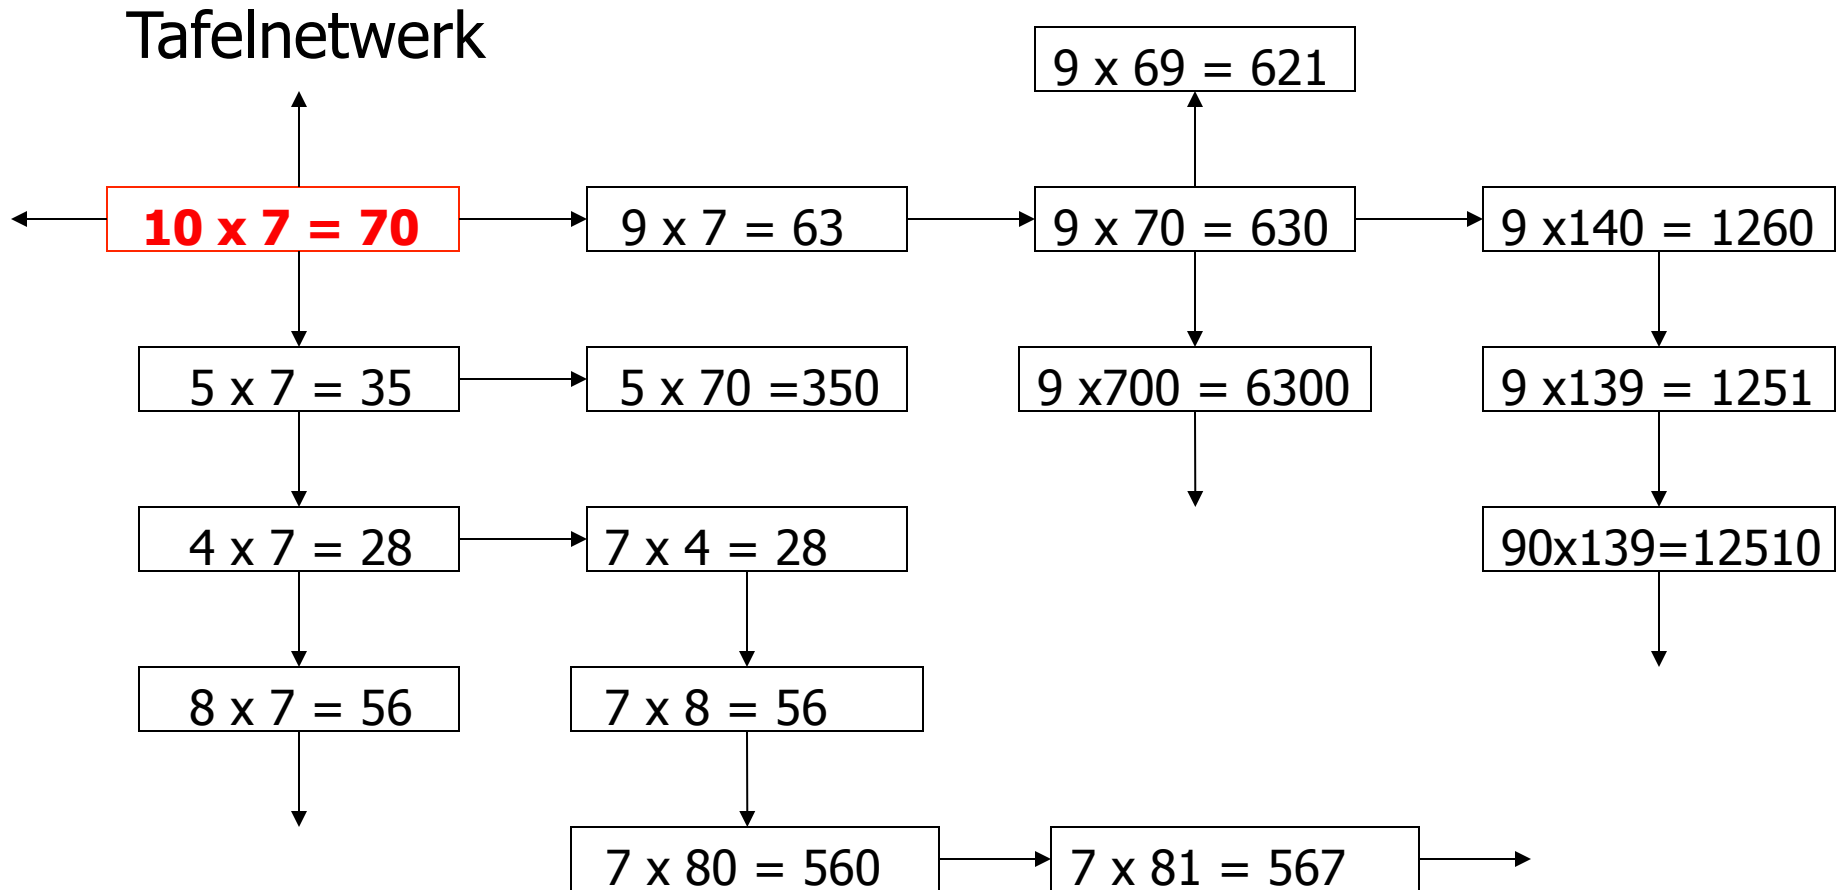 Tafelnetwerk
9 x 69 = 621
10 x 7 = 70
9 x 7 = 63
9 x 70 = 630
9 x140 = 1260
5 x 7 = 35
5 x 70 =350
9 x700 = 6300
9 x139 = 1251
4 x 7 = 28
7 x 4 = 28
90x139=12510
8 x 7 = 56
7 x 8 = 56
7 x 80 = 560
7 x 81 = 567